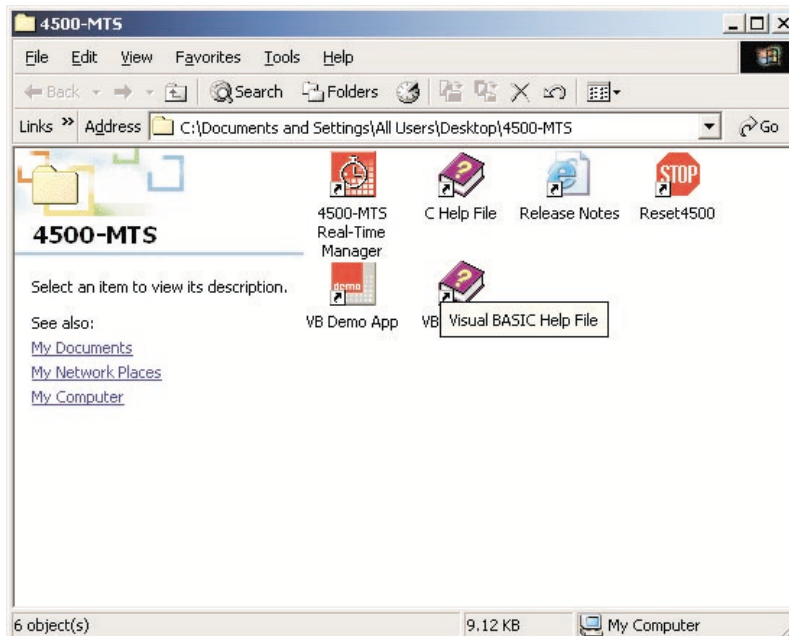 4500-MTS
File Edit View Favorites Tools Help
Back Search Folders
Links » Address C:\Documents and Settings\All Users\Desktop\4500-MTS Go
4500-MTS
Select an item to view its description.
See also:
My Documents
My Network Places
My Computer
4500-MTS
Real-Time
Manager
C Help File
Release Notes
STOP
Reset4500
demo
VB Demo App
VB
Visual BASIC Help File
6 object(s) 9.12 KB My Computer